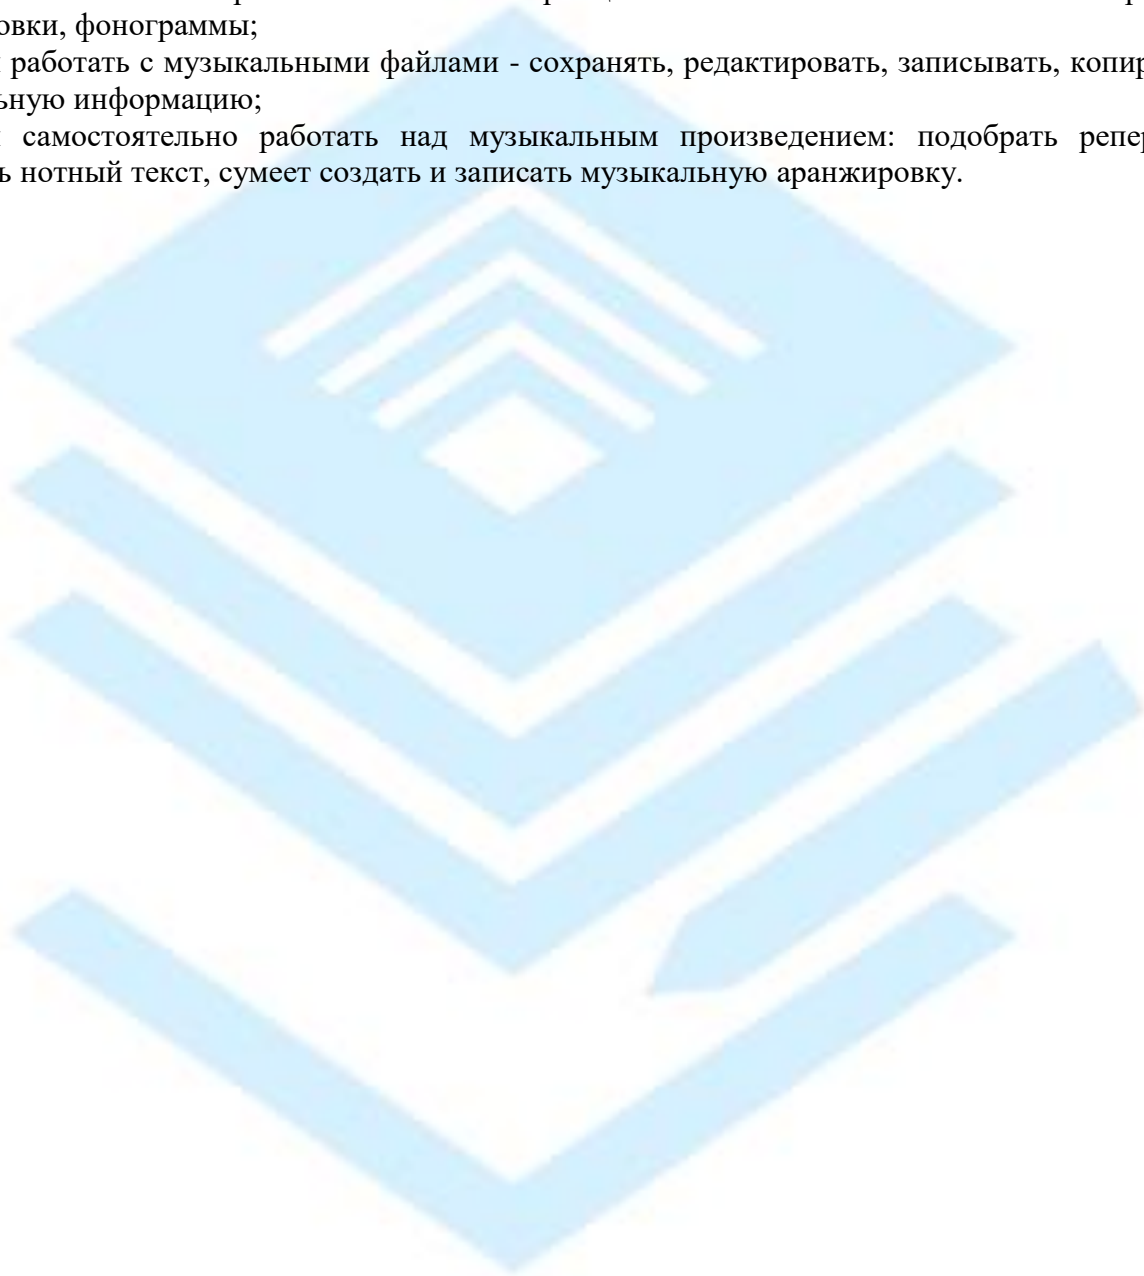 овки, фонограммы;
работать с музыкальными файлами - сохранять, редактировать, записывать, копир
ьную информацию;
самостоятельно работать над музыкальным произведением: подобрать репер
ь нотный текст, сумеет создать и записать музыкальную аранжировку.